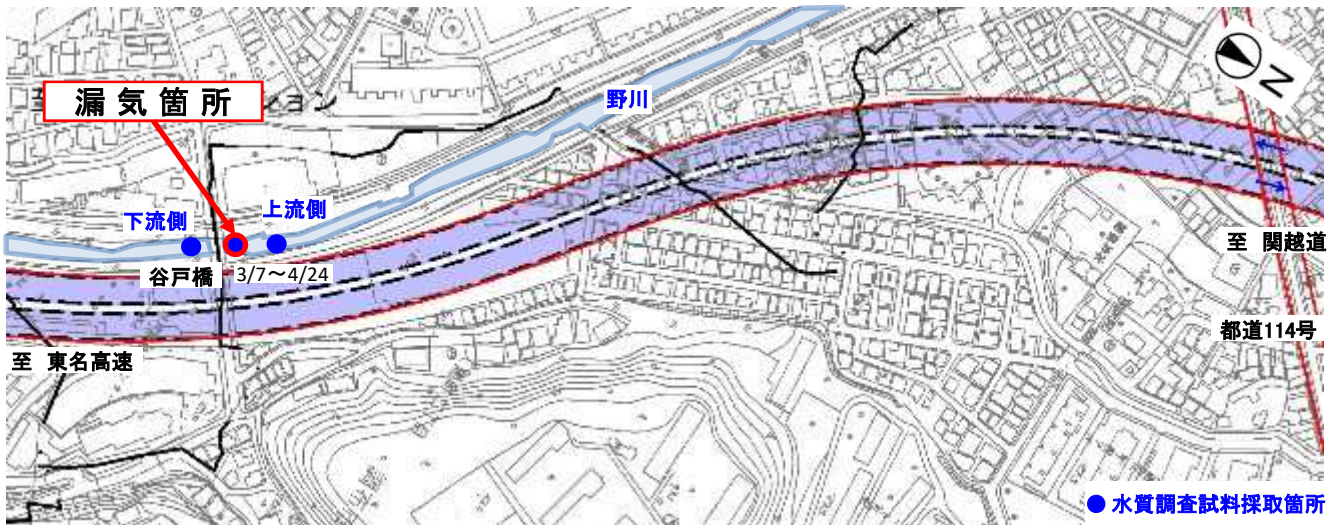 漏気箇所
野川
N
下流側
上流側
谷戸橋
3/7～4/24
至 関越道
都道114号
至 東名高速
● 水質調査試料採取箇所